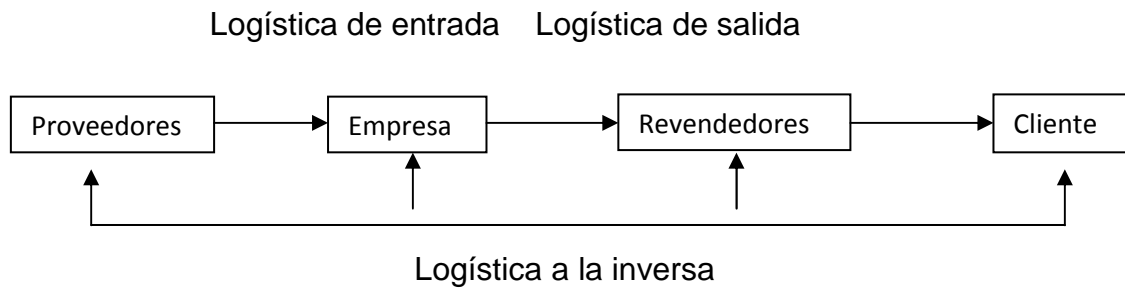 Logística de entrada Logística de salida
Proveedores Empresa Revendedores Cliente
Logística a la inversa